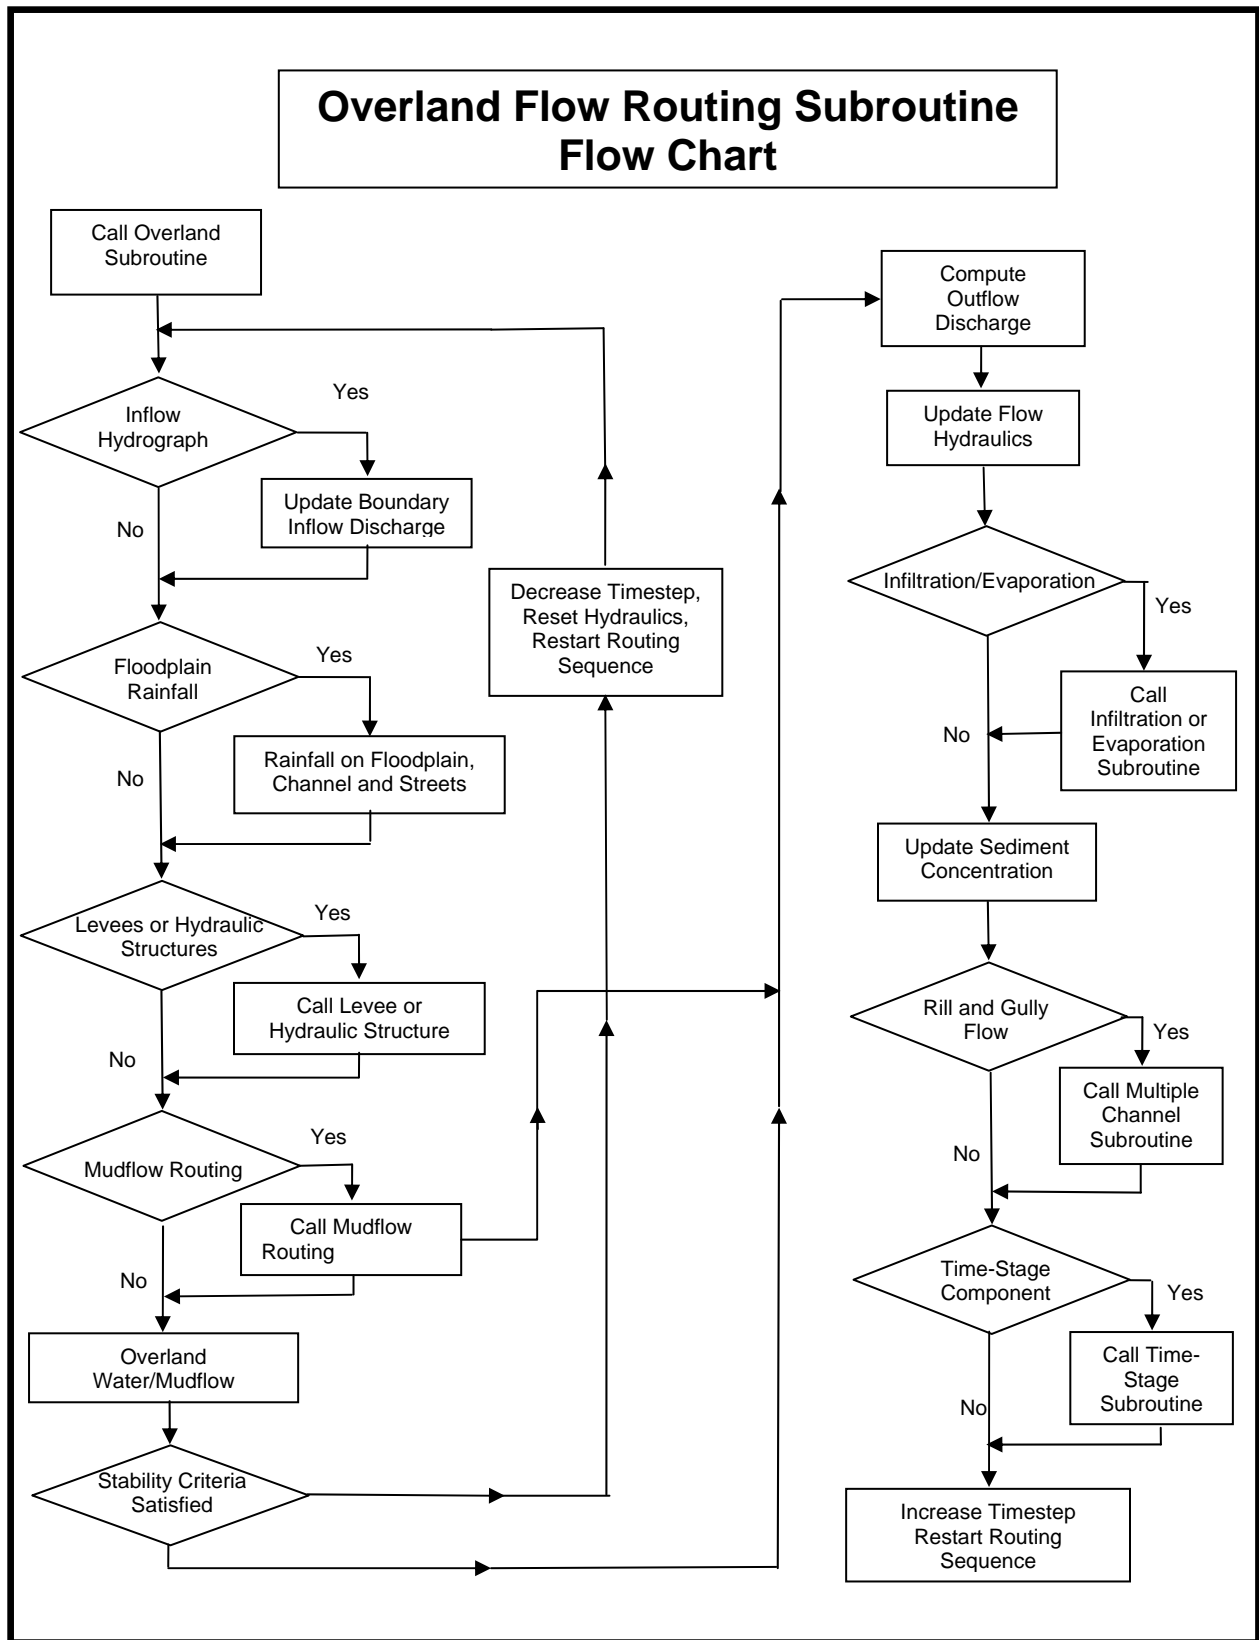 Overland Flow Routing Subroutine
Flow Chart
Call Overland
Subroutine
Inflow
Hydrograph
Yes
Update Boundary
Inflow Discharge
No
Floodplain
Rainfall
Yes
Rainfall on Floodplain,
Channel and Streets
No
Levees or Hydraulic
Structures
Yes
Call Levee or
Hydraulic Structure
No
Mudflow Routing
Yes
Call Mudflow
Routing
No
Overland
Water/Mudflow
Stability Criteria
Satisfied
Decrease Timestep,
Reset Hydraulics,
Restart Routing
Sequence
Compute
Outflow
Discharge
Update Flow
Hydraulics
Infiltration/Evaporation
Yes
Call
Infiltration or
Evaporation
Subroutine
No
Update Sediment
Concentration
Rill and Gully
Flow
Yes
Call Multiple
Channel
Subroutine
No
Time-Stage
Component
Yes
Call Time-
Stage
Subroutine
No
Increase Timestep
Restart Routing
Sequence